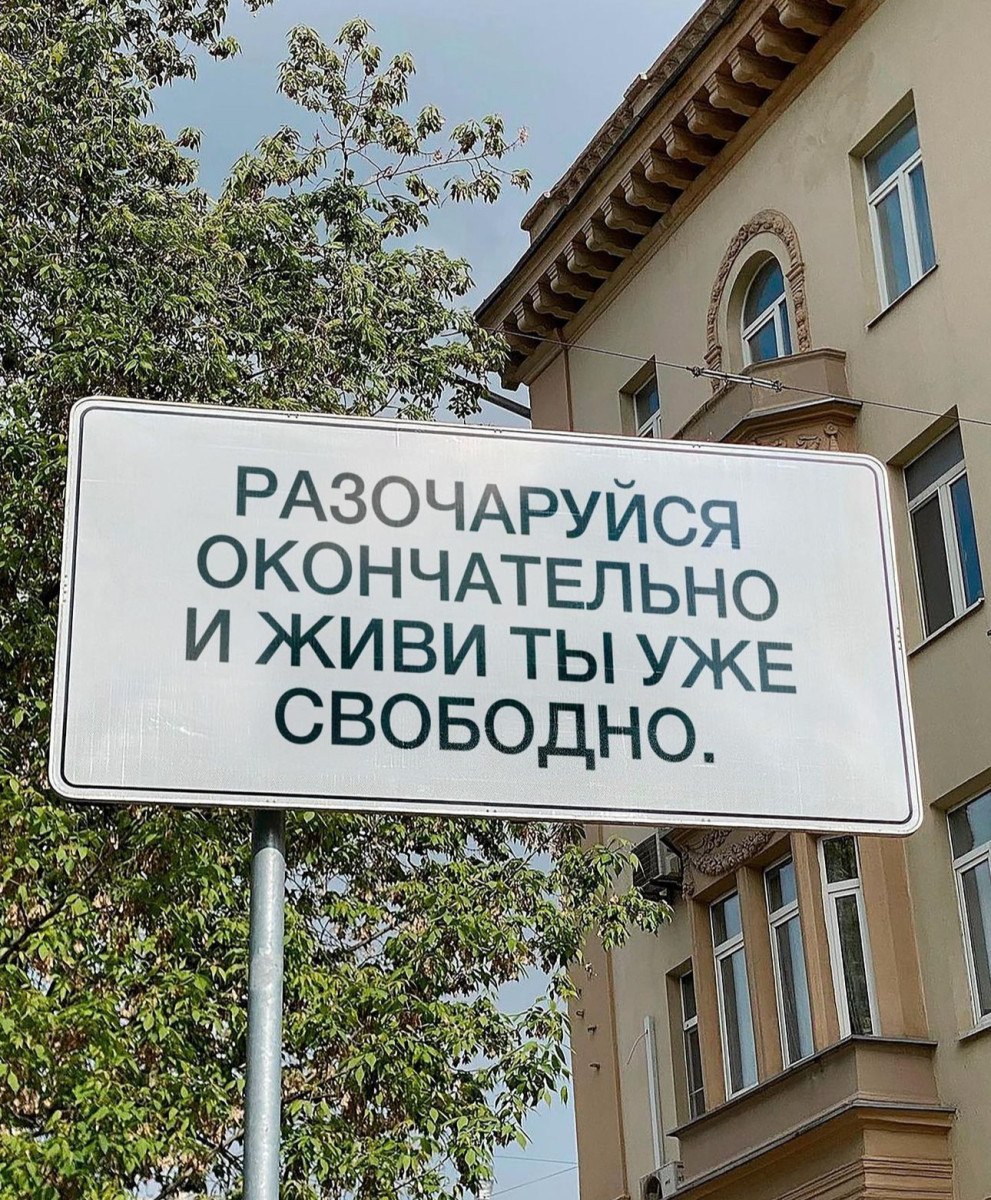 РАЗОЧАРУЙСЯ
ОКОНЧАТЕЛЬНО
И ЖИВИ ТЫ УЖЕ
СВОБОДНО.